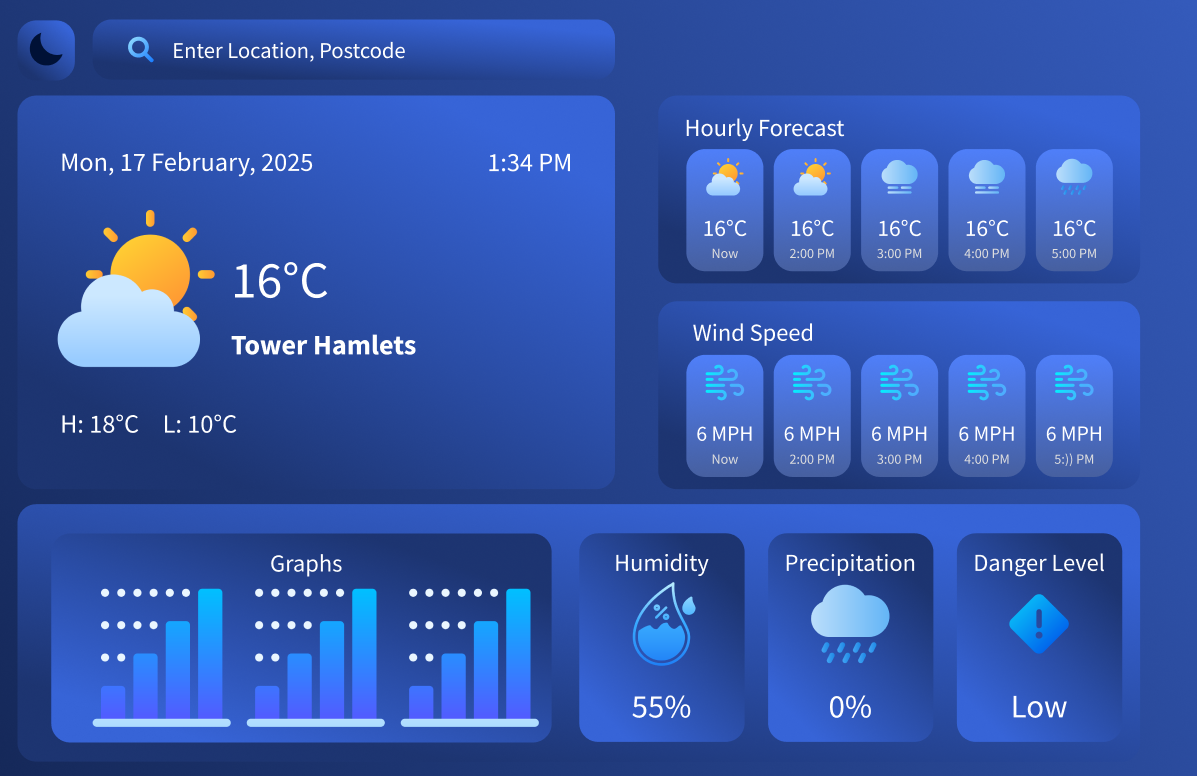 Enter Location, Postcode
Mon, 17 February, 2025 1:34 PM
16°C
Tower Hamlets
H: 18°C L: 10°C
Hourly Forecast
16°C 16°C 16°C 16°C 16°C
Now 2:00 PM 3:00 PM 4:00 PM 5:00 PM
Wind Speed
6 MPH 6 MPH 6 MPH 6 MPH 6 MPH
Now 2:00 PM 3:00 PM 4:00 PM 5:)) PM
Graphs
Humidity
%
55%
Precipitation
0%
Danger Level
!
Low